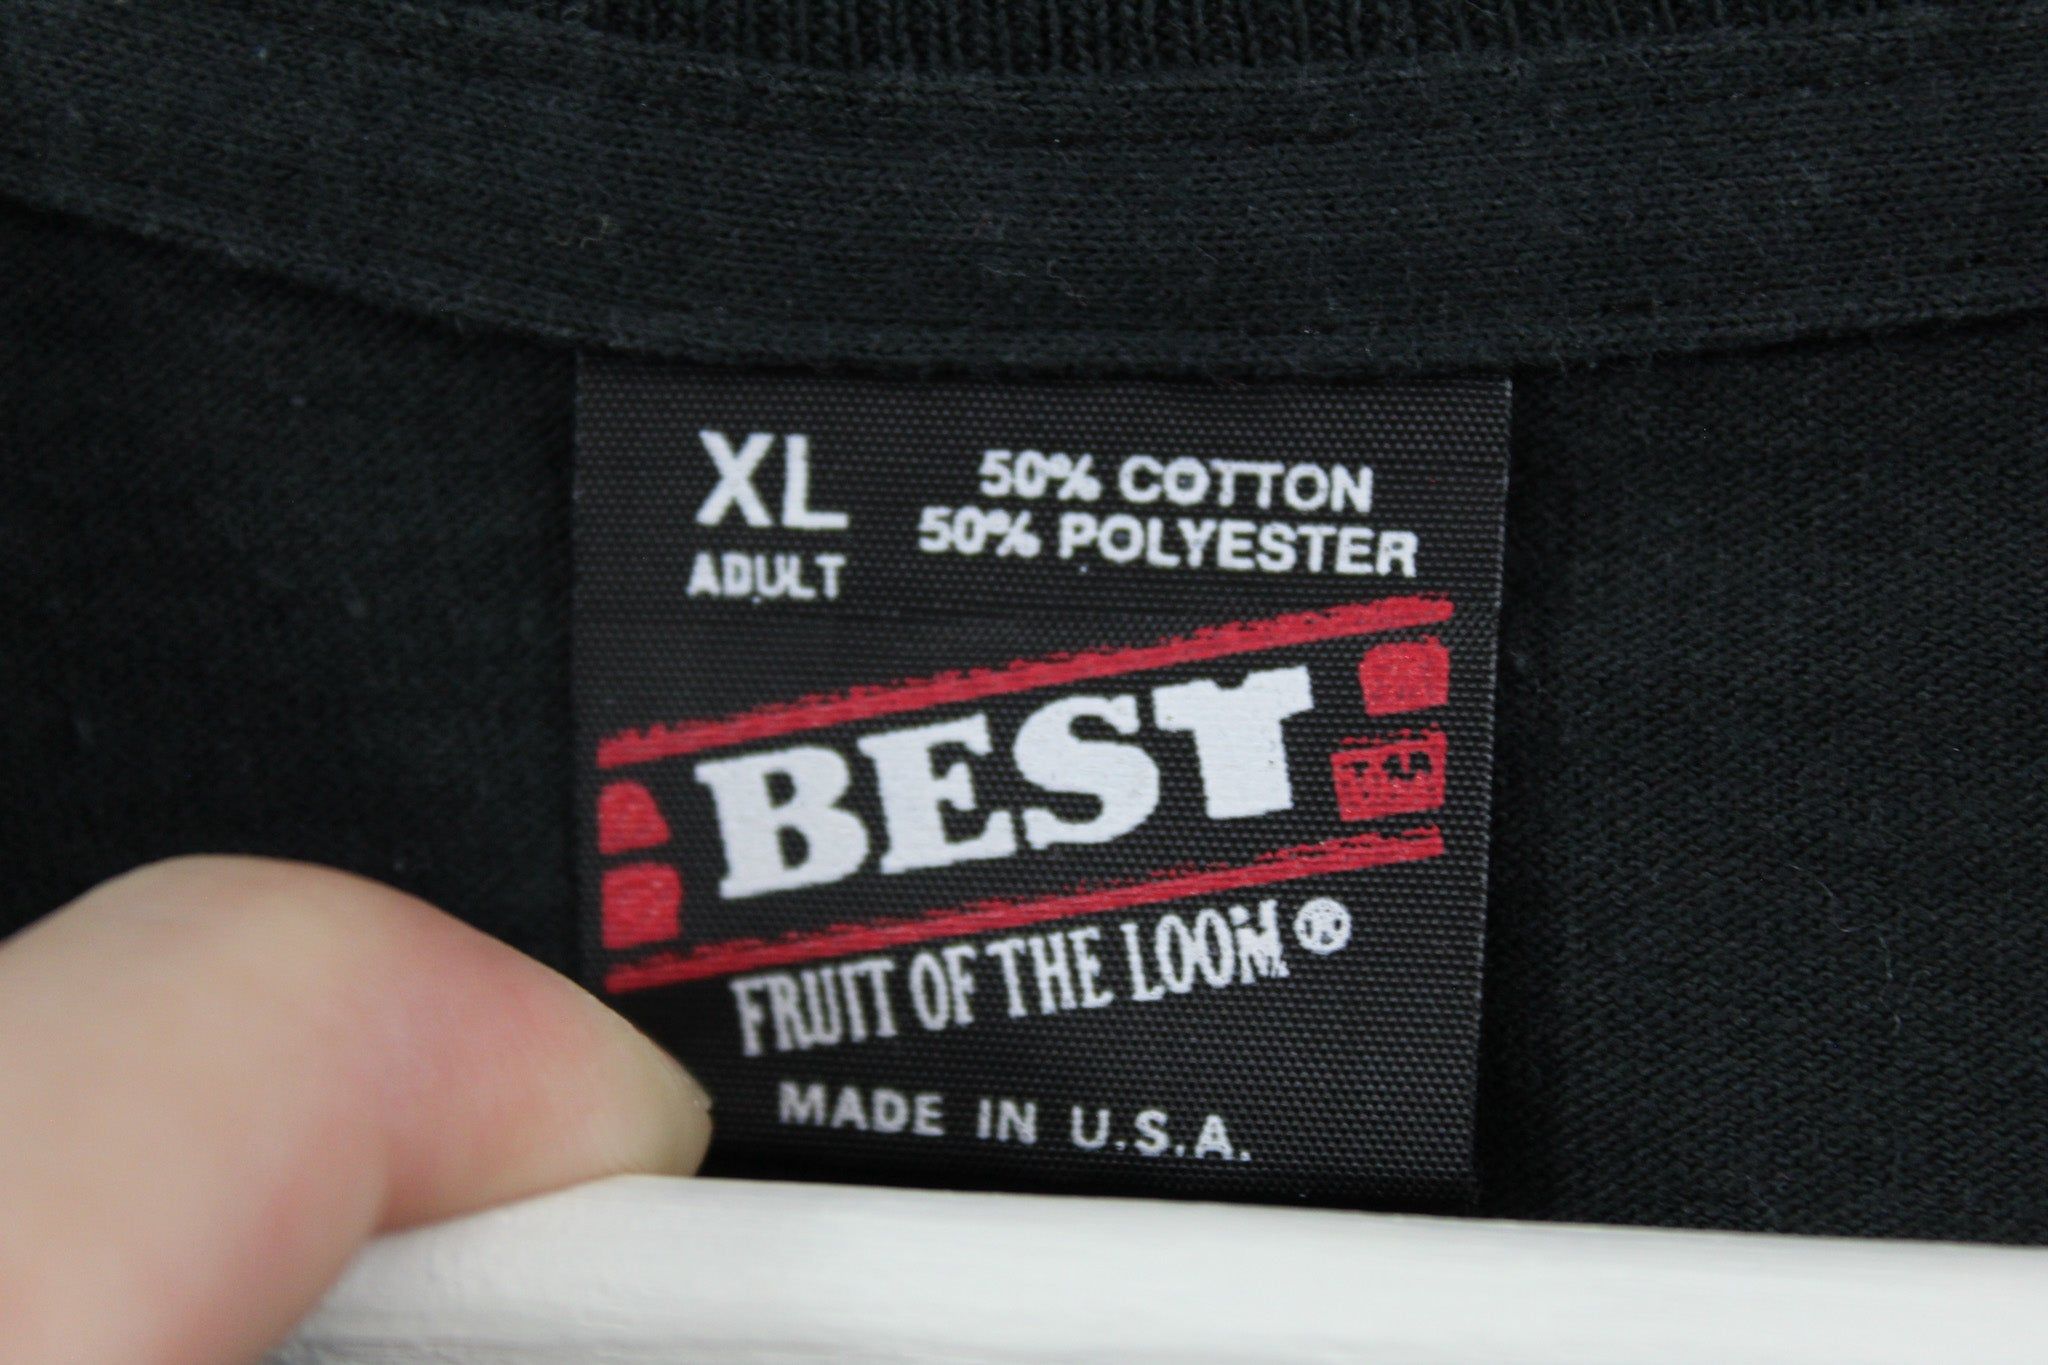 XL
ADULT
50% COTTON
50% POLYESTER
BEST
FRUIT OF THE LOOM®
MADE IN U.S.A.